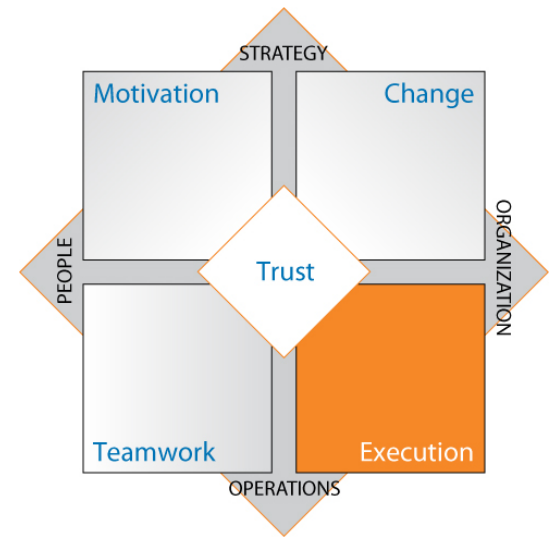 STRATEGY
Motivation
Change
PEOPLE
Trust
ORGANIZATION
Teamwork
Execution
OPERATIONS